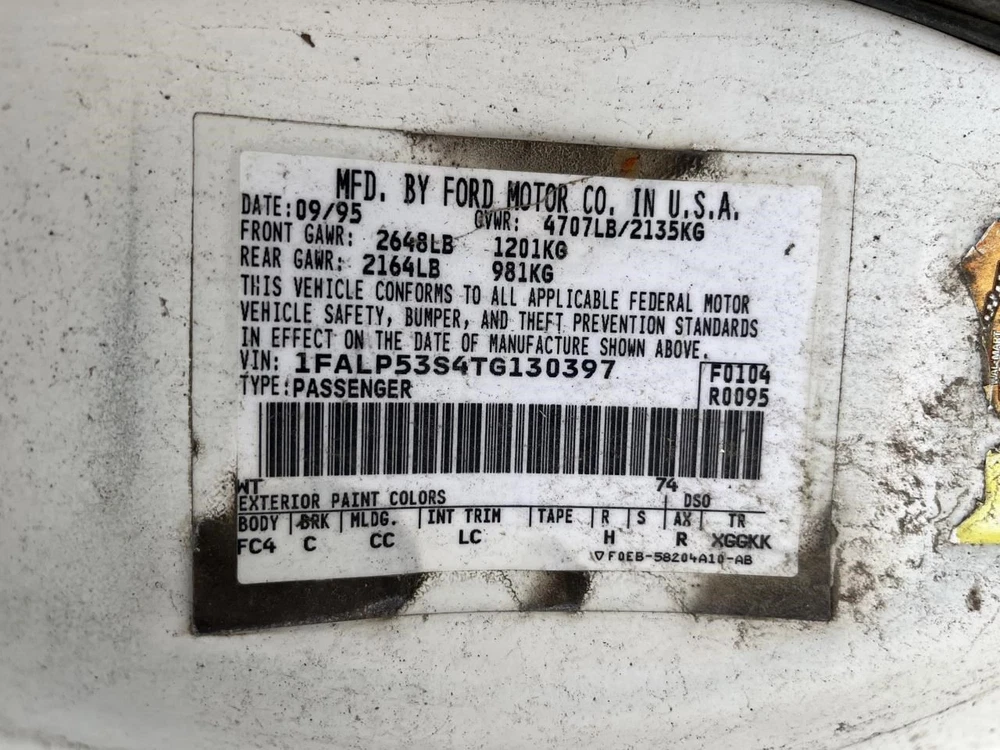 MFD. BY FORD MOTOR CO. IN U.S.A.
DATE: 09/95 GVWR: 4707LB/2135KG
FRONT GAWR: 2648LB 1201KG
REAR GAWR: 2164LB 981KG
THIS VEHICLE CONFORMS TO ALL APPLICABLE FEDERAL MOTOR
VEHICLE SAFETY, BUMPER, AND THEFT PREVENTION STANDARDS
IN EFFECT ON THE DATE OF MANUFACTURE SHOWN ABOVE.
VIN: 1FALP53S4TG130397 F0104
TYPE: PASSENGER R0095
WT 74
EXTERIOR PAINT COLORS DSO
BODY BRK MLDG. INT TRIM TAPE R S AX TR
FC4 C CC LC H R XGGKK
▽ F0EB-58204A10-AB
WAL-MART